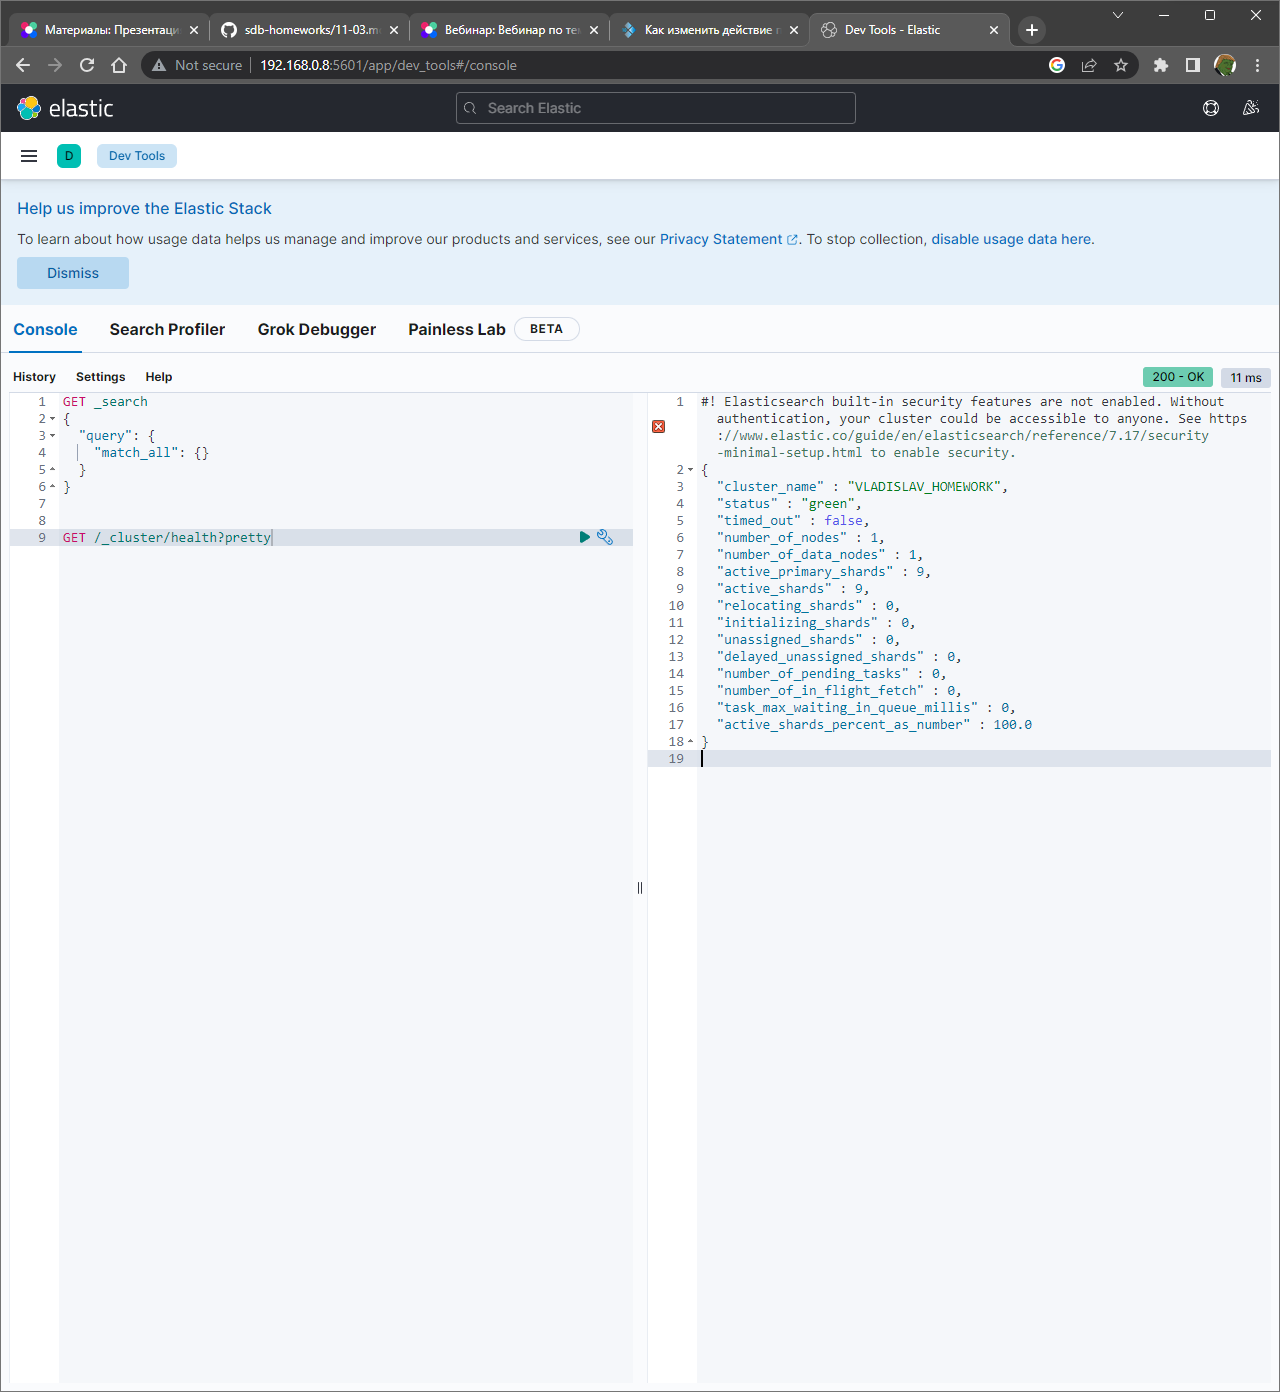 Материалы: Презентаци
sdb-homeworks/11-03.m
Вебинар: Вебинар по те
Как изменить действие
Dev Tools - Elastic
Not secure
192.168.0.8:5601/app/dev_tools#/console
elastic
Search Elastic
D
Dev Tools
Help us improve the Elastic Stack
To learn about how usage data helps us manage and improve our products and services, see our Privacy Statement. To stop collection, disable usage data here.
Dismiss
Console Search Profiler Grok Debugger Painless Lab BETA
History Settings Help
200 - OK 11 ms
1 GET _search
2 {
3 "query": {
4 "match_all": {}
5 }
6 }
7
8
9 GET /_cluster/health?pretty
1 #! Elasticsearch built-in security features are not enabled. Without
authentication, your cluster could be accessible to anyone. See https
://www.elastic.co/guide/en/elasticsearch/reference/7.17/security
-minimal-setup.html to enable security.
2 {
3 "cluster_name" : "VLADISLAV_HOMEWORK",
4 "status" : "green",
5 "timed_out" : false,
6 "number_of_nodes" : 1,
7 "number_of_data_nodes" : 1,
8 "active_primary_shards" : 9,
9 "active_shards" : 9,
10 "relocating_shards" : 0,
11 "initializing_shards" : 0,
12 "unassigned_shards" : 0,
13 "delayed_unassigned_shards" : 0,
14 "number_of_pending_tasks" : 0,
15 "number_of_in_flight_fetch" : 0,
16 "task_max_waiting_in_queue_millis" : 0,
17 "active_shards_percent_as_number" : 100.0
18 }
19